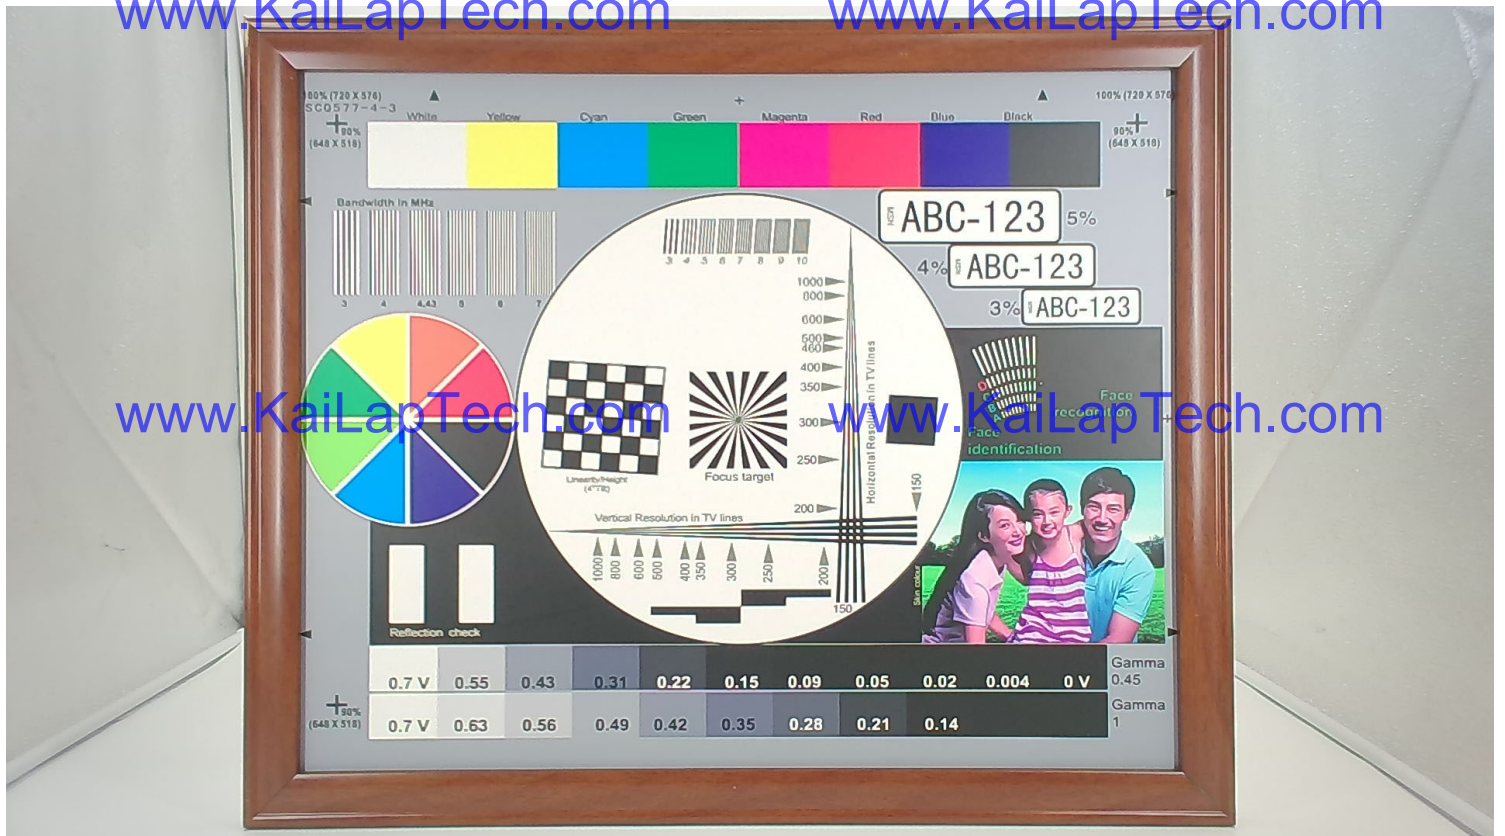 www.KaiLapTech.com www.KaiLapTech.com
100% (720 X 576) 100% (720 X 576
SC0577-4-3
White Yellow Cyan Green Magenta Red Blue Black
90% 90%
(648 X 518) (648 X 518)
Bandwidth in MHz
3 4 4,43 5 6 7
3 4 5 6 7 8 9 10
ABC-123 5%
4% ABC-123
3% ABC-123
1000
800
600
500
460
400
350
300
250
200
Horizontal Resolution in TV lines
150
Face
recognition
Face
identification
www.KaiLapTech.com www.KaiLapTech.com
Linearity/Height
(4°Tilt)
Focus target
Vertical Resolution in TV lines
1000 800 600 500 400 350 300 250 200
150
Skin colour
Reflection check
0.7 V 0.55 0.43 0.31 0.22 0.15 0.09 0.05 0.02 0.004 0 V
Gamma
0.45
0.7 V 0.63 0.56 0.49 0.42 0.35 0.28 0.21 0.14
Gamma
1
90%
(648 X 518)